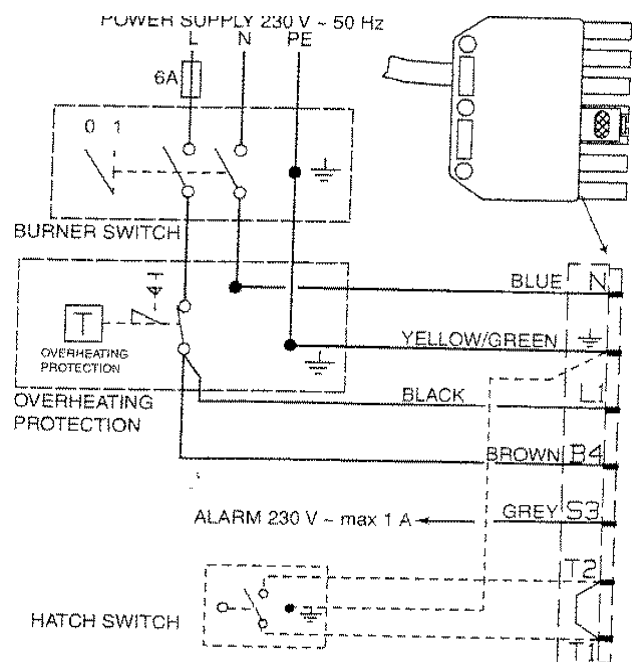 POWER SUPPLY 230 V ~ 50 Hz
L N PE
6A
0 1
BURNER SWITCH
BLUE N
T
OVERHEATING
PROTECTION
YELLOW/GREEN
OVERHEATING
PROTECTION
BLACK L1
BROWN B4
ALARM 230 V ~ max 1 A
GREY S3
T2
HATCH SWITCH
T1